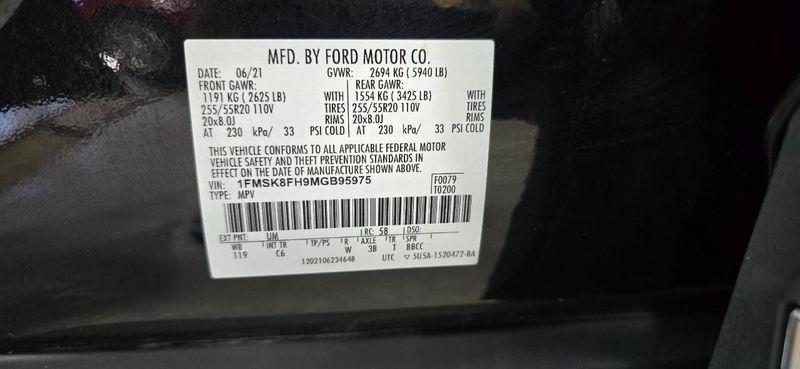 MFD. BY FORD MOTOR CO.
DATE: 06/21 GVWR: 2694 KG ( 5940 LB)
FRONT GAWR: REAR GAWR:
1191 KG ( 2625 LB) WITH 1554 KG ( 3425 LB) WITH
255/55R20 110V TIRES 255/55R20 110V TIRES
20x8.0J RIMS 20x8.0J RIMS
AT 230 kPa/ 33 PSI COLD AT 230 kPa/ 33 PSI COLD
THIS VEHICLE CONFORMS TO ALL APPLICABLE FEDERAL MOTOR
VEHICLE SAFETY AND THEFT PREVENTION STANDARDS IN
EFFECT ON THE DATE OF MANUFACTURE SHOWN ABOVE.
VIN: 1FMSK8FH9MGB95975 F0079
TYPE: MPV T0200
EXT PNT: UM RC: 58 DSO:
WB INT TR TP/PS R AXLE TR SPR
119 C6 W 3B T BBCC
1202106234648 UTC ▽ 5U5A-1520472-BA